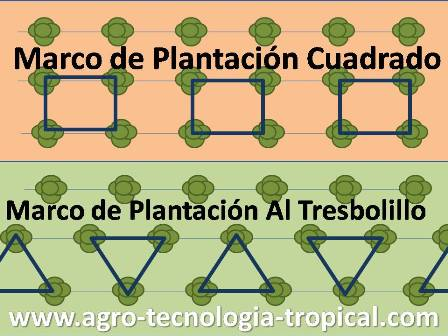 Marco de Plantación Cuadrado
Marco de Plantación Al Tresbolillo
www.agro-tecnologia-tropical.com